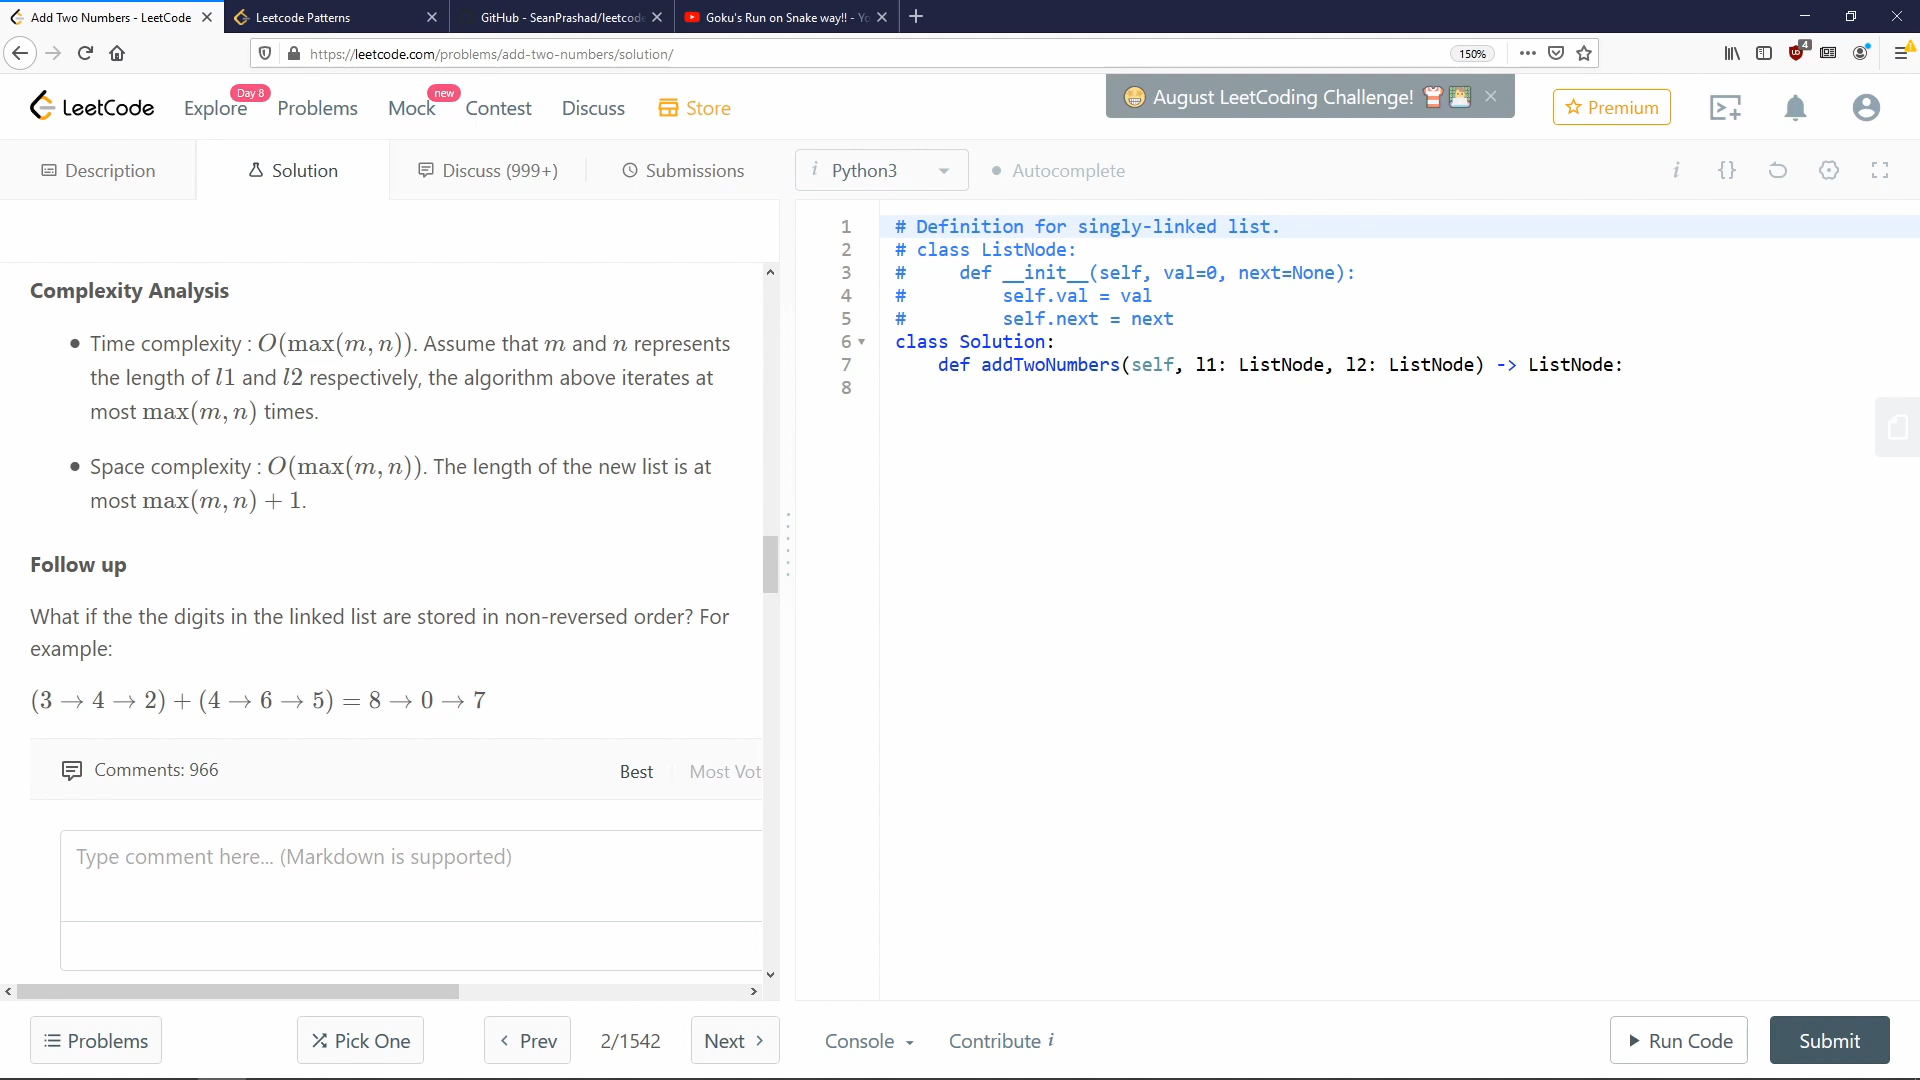 Add Two Numbers - LeetCode
Leetcode Patterns
GitHub - SeanPrashad/leetcode
Goku's Run on Snake way!! - Yo
https://leetcode.com/problems/add-two-numbers/solution/
150%
4
LeetCode
Explore
Day 8
Problems
Mock
new
Contest
Discuss
Store
August LeetCoding Challenge!
Premium
Description
Solution
Discuss (999+)
Submissions
i Python3
Autocomplete
i
{}
Complexity Analysis
Time complexity : O(max(m, n)). Assume that m and n represents
the length of l1 and l2 respectively, the algorithm above iterates at
most max(m, n) times.
Space complexity : O(max(m, n)). The length of the new list is at
most max(m, n) + 1.
Follow up
What if the the digits in the linked list are stored in non-reversed order? For
example:
(3 → 4 → 2) + (4 → 6 → 5) = 8 → 0 → 7
Comments: 966
Best
Most Vot
Type comment here... (Markdown is supported)
1 # Definition for singly-linked list.
2 # class ListNode:
3 #     def __init__(self, val=0, next=None):
4 #         self.val = val
5 #         self.next = next
6 class Solution:
7     def addTwoNumbers(self, l1: ListNode, l2: ListNode) -> ListNode:
8
Problems
Pick One
Prev
2/1542
Next
Console
Contribute i
Run Code
Submit